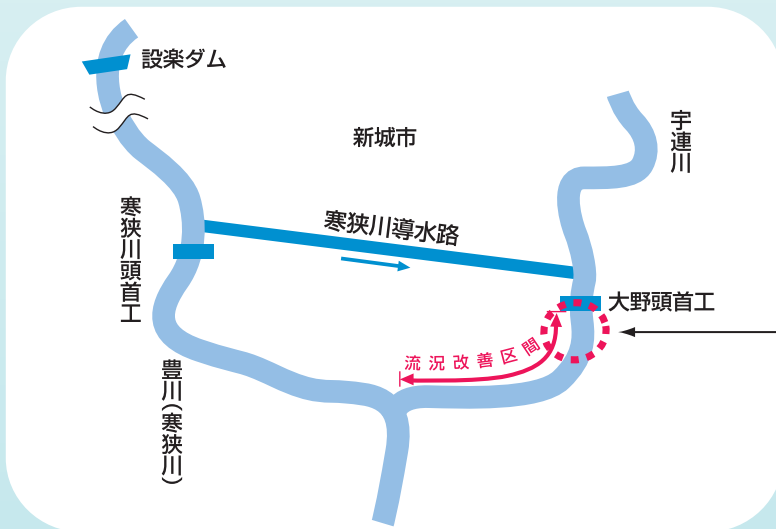 設楽ダム
新城市
宇連川
寒狭川頭首工
寒狭川導水路
大野頭首工
流況改善区間
豊川(寒狭川)